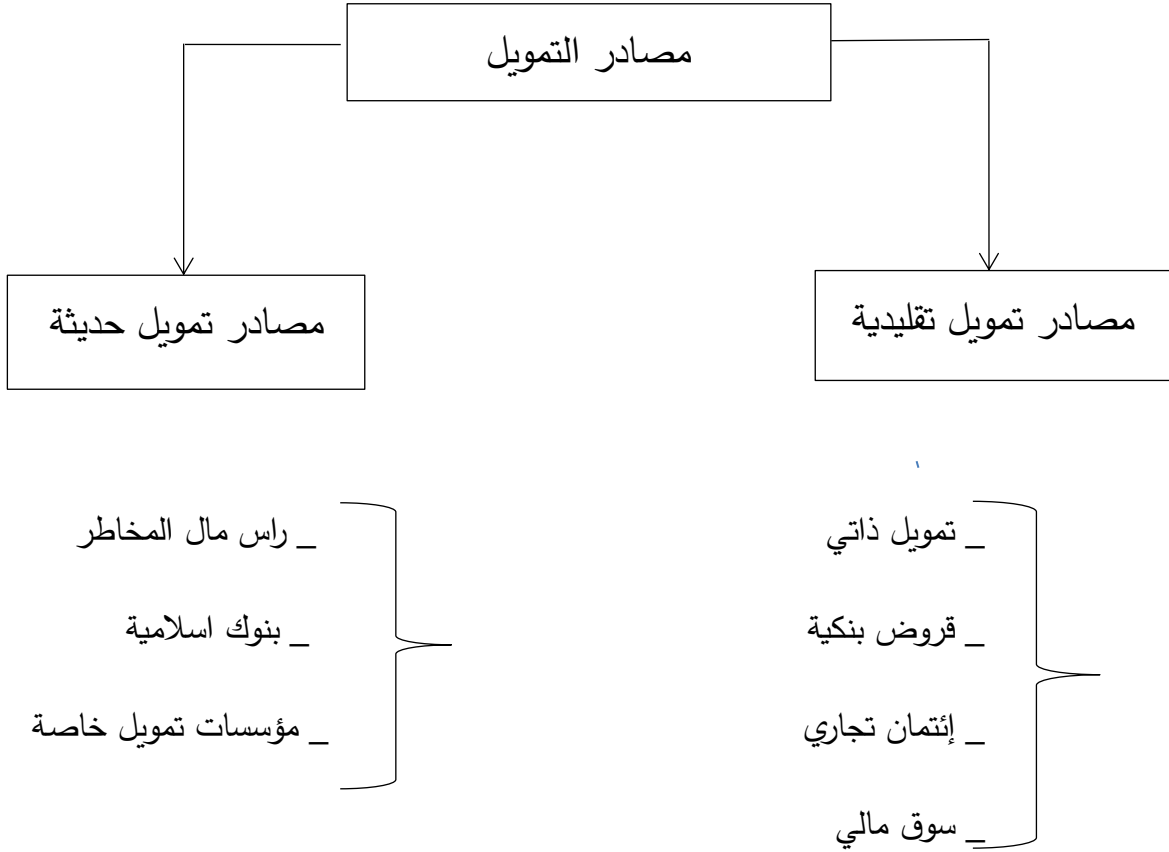 مصادر التمويل
مصادر تمويل تقليدية
مصادر تمويل حديثة
_ تمويل ذاتي
_ قروض بنكية
_ إئتمان تجاري
_ سوق مالي
_ راس مال المخاطر
_ بنوك اسلامية
_ مؤسسات تمويل خاصة